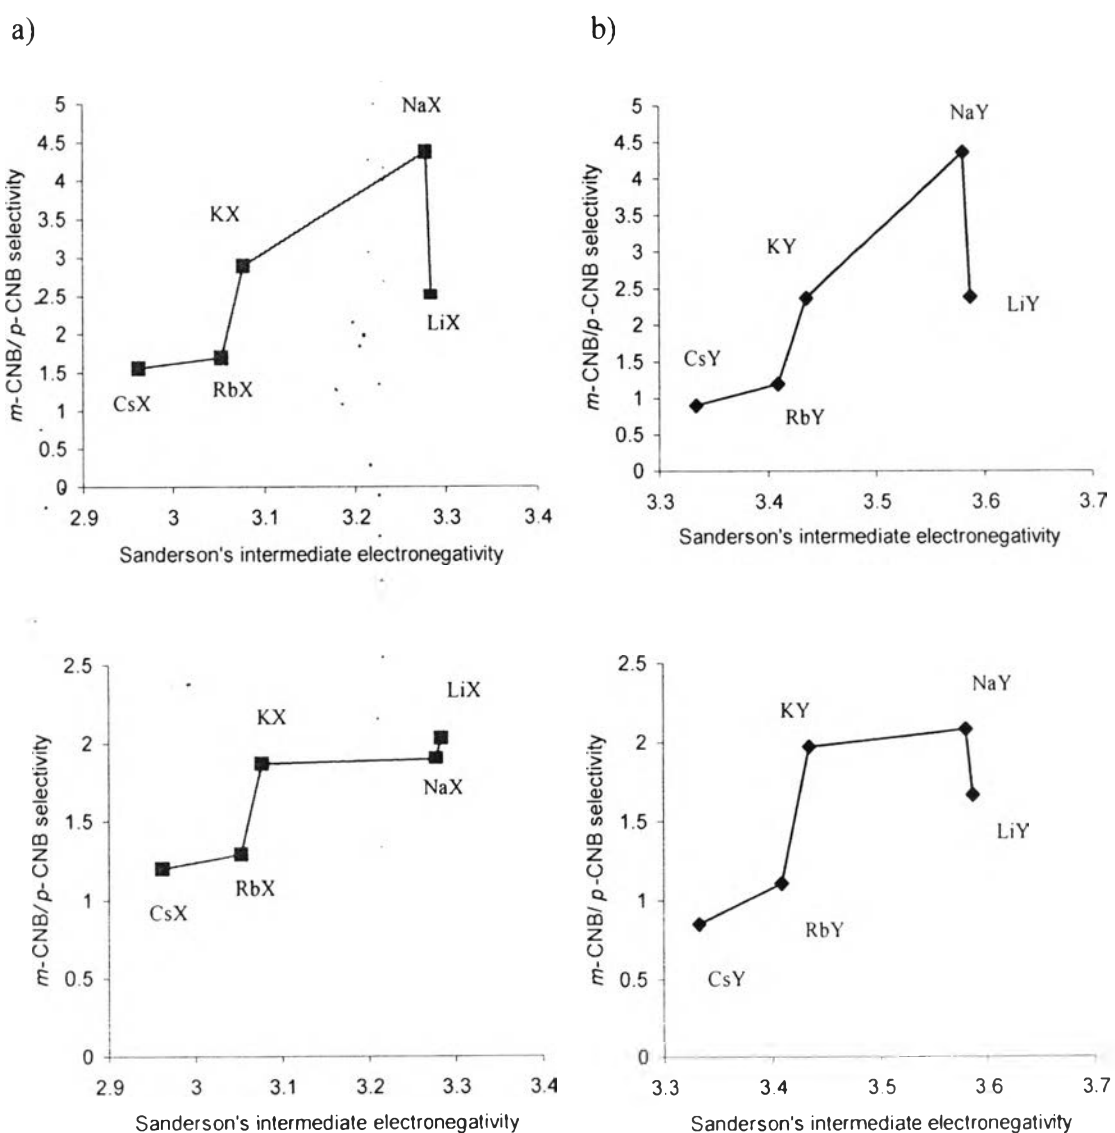 a)
b)
m-CNB/ p-CNB selectivity
5
4.5
4
3.5
3
2.5
2
1.5
1
0.5
0
NaX
KX
LiX
CsX
RbX
2.9
3
3.1
3.2
3.3
3.4
Sanderson's intermediate electronegativity
m-CNB/p-CNB selectivity
5
4.5
4
3.5
3
2.5
2
1.5
1
0.5
0
NaY
KY
LiY
CsY
RbY
3.3
3.4
3.5
3.6
3.7
Sanderson's intermediate electronegativity
m-CNB/ p-CNB selectivity
2.5
2
1.5
1
0.5
0
LiX
KX
NaX
RbX
CsX
2.9
3
3.1
3.2
3.3
3.4
Sanderson's intermediate electronegativity
m-CNB/ p-CNB selectivity
2.5
2
1.5
1
0.5
0
NaY
KY
LiY
RbY
CsY
3.3
3.4
3.5
3.6
3.7
Sanderson's intermediate electronegativity